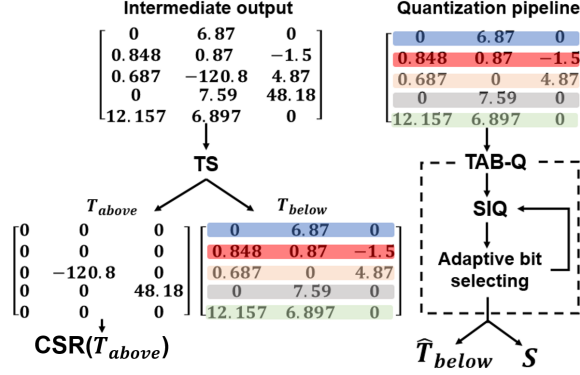 Intermediate output
0 6.87 0
0.848 0.87 −1.5
0.687 −120.8 4.87
0 7.59 48.18
12.157 6.897 0
TS
T_above
T_below
0 0 0
0 0 0
0 −120.8 0
0 0 48.18
0 0 0
0 6.87 0
0.848 0.87 −1.5
0.687 0 4.87
0 7.59 0
12.157 6.897 0
CSR(T_above)
Quantization pipeline
0 6.87 0
0.848 0.87 −1.5
0.687 0 4.87
0 7.59 0
12.157 6.897 0
TAB-Q
SIQ
Adaptive bit
selecting
T̂_below
S